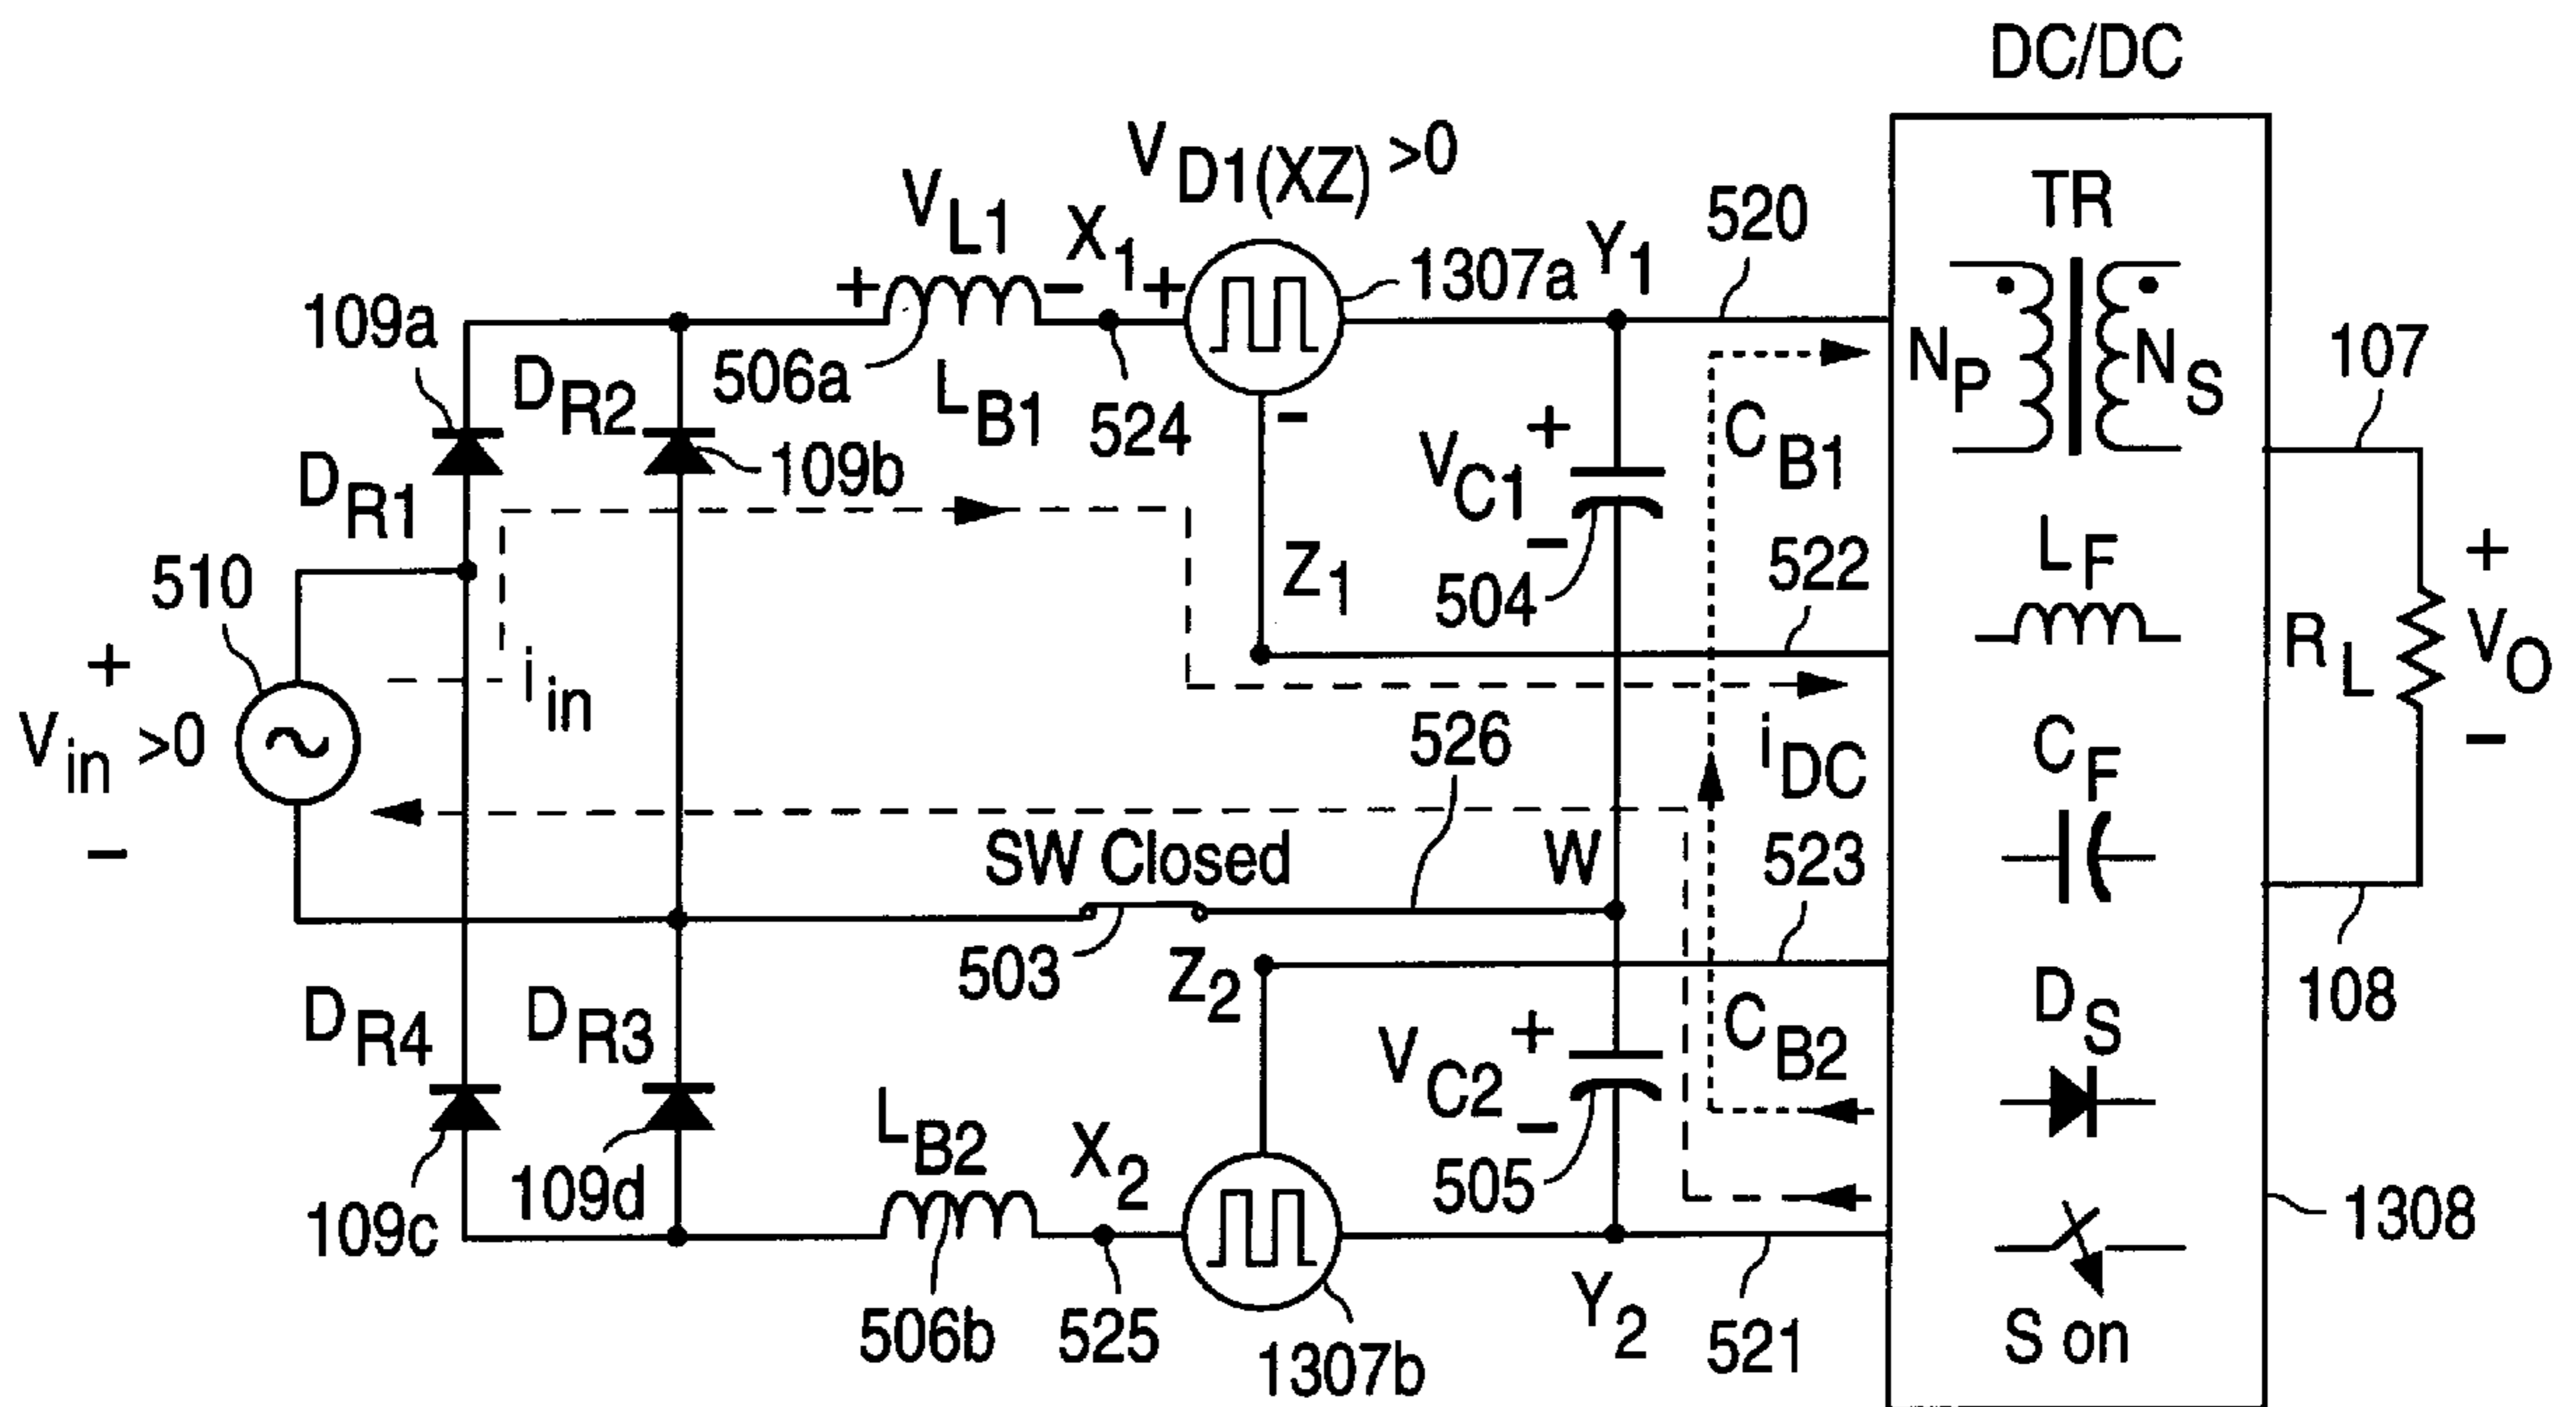 DC/DC
V D1(XZ) >0
V L1
X 1
+
-
+
1307a
Y 1
520
TR
109a
D R2
506a
L B1
524
-
N P
N S
107
D R1
109b
V C1
+
-
C B1
504
Z 1
522
L F
510
+
V in >0
-
i in
526
i DC
C F
R L
+
V O
-
SW Closed
W
523
503
Z 2
D R4
D R3
D S
108
V C2
+
-
C B2
L B2
X 2
505
109c
109d
1308
506b
525
1307b
Y 2
521
S on